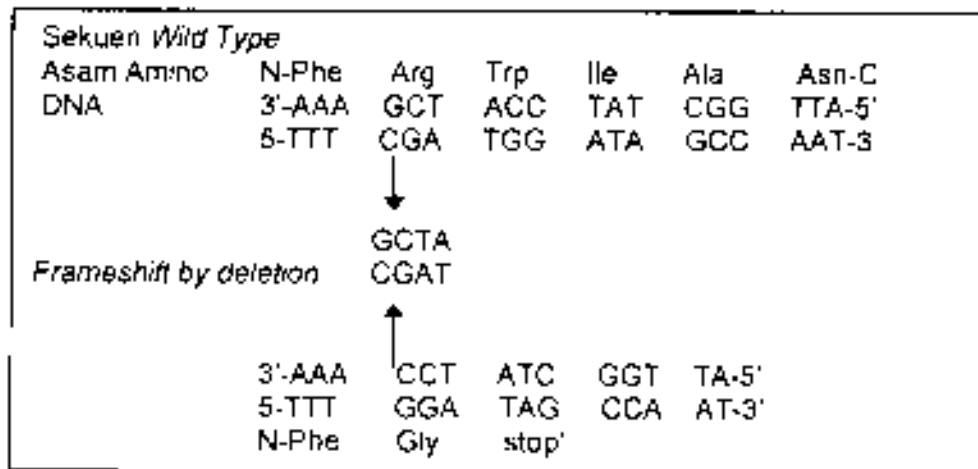 Sekuen Wild Type
Asam Amino N-Phe Arg Trp Ile Ala Asn-C
DNA 3'-AAA GCT ACC TAT CGG TTA-5'
5-TTT CGA TGG ATA GCC AAT-3
GCTA
Frameshift by deletion CGAT
3'-AAA CCT ATC GGT TA-5'
5-TTT GGA TAG CCA AT-3'
N-Phe Gly stop'